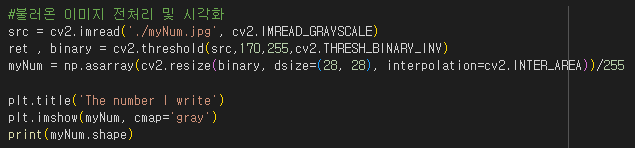 #불러온 이미지 전처리 및 시각화
src = cv2.imread('./myNum.jpg', cv2.IMREAD_GRAYSCALE)
ret , binary = cv2.threshold(src,170,255,cv2.THRESH_BINARY_INV)
myNum = np.asarray(cv2.resize(binary, dsize=(28, 28), interpolation=cv2.INTER_AREA))/255
plt.title('The number I write')
plt.imshow(myNum, cmap='gray')
print(myNum.shape)